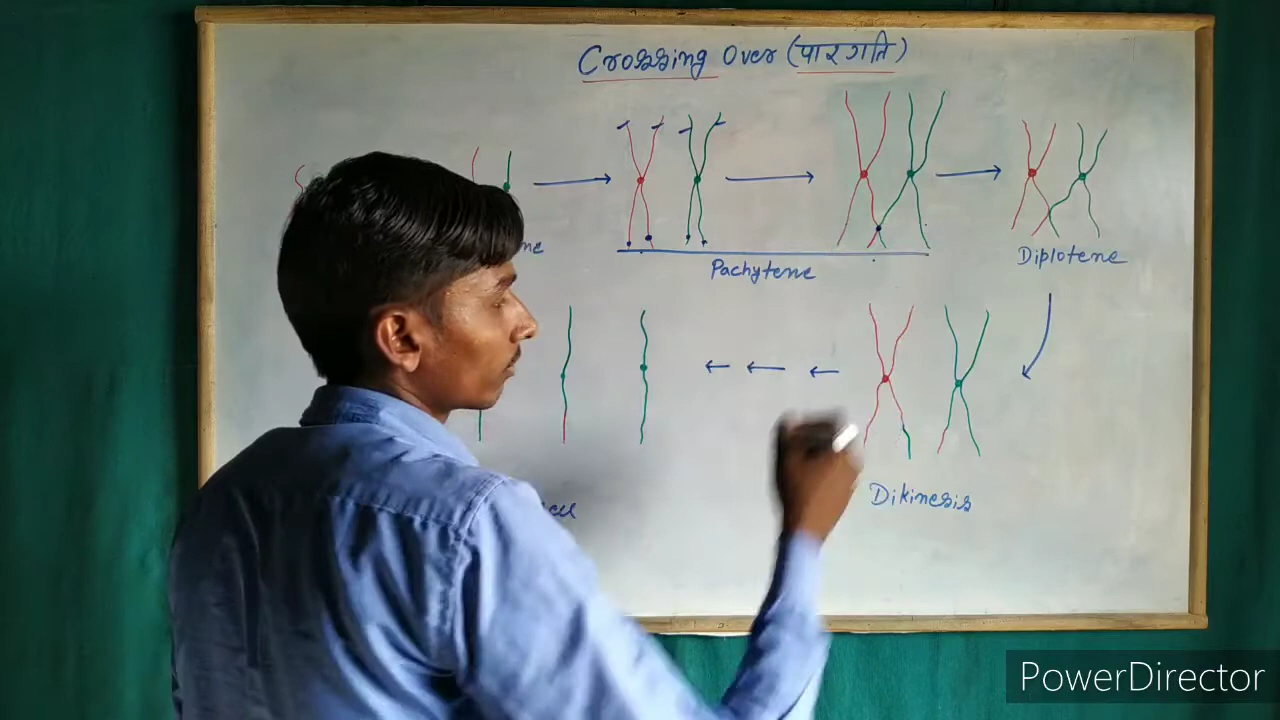 Crossing Over (पारगति)
Pachytene
Diplotene
Dikinesis
PowerDirector